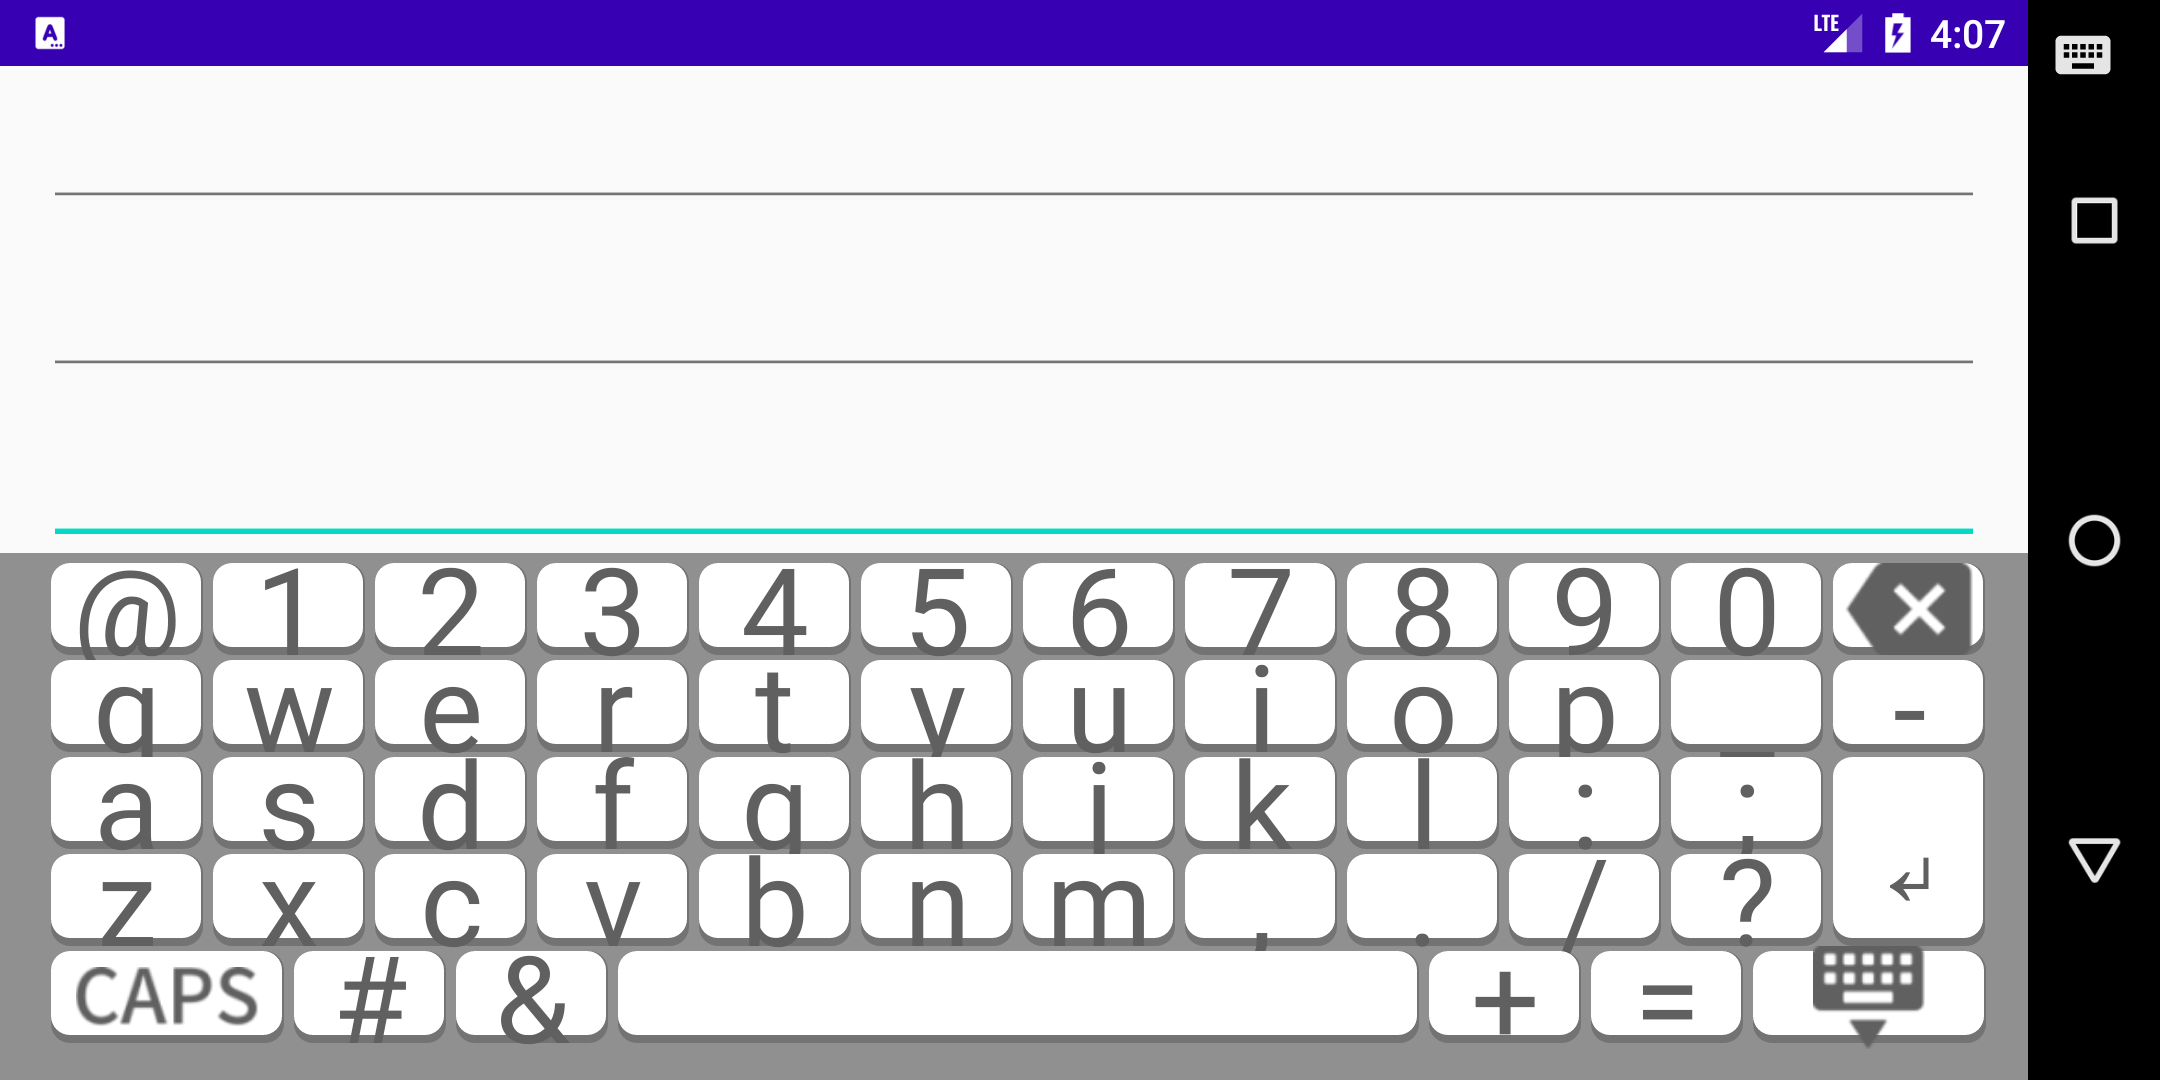 A LTE 4:07
@ 1 2 3 4 5 6 7 8 9 0
q w e r t y u i o p _ -
a s d f g h j k l : ;
z x c v b n m , . / ? ↵
CAPS # & + =